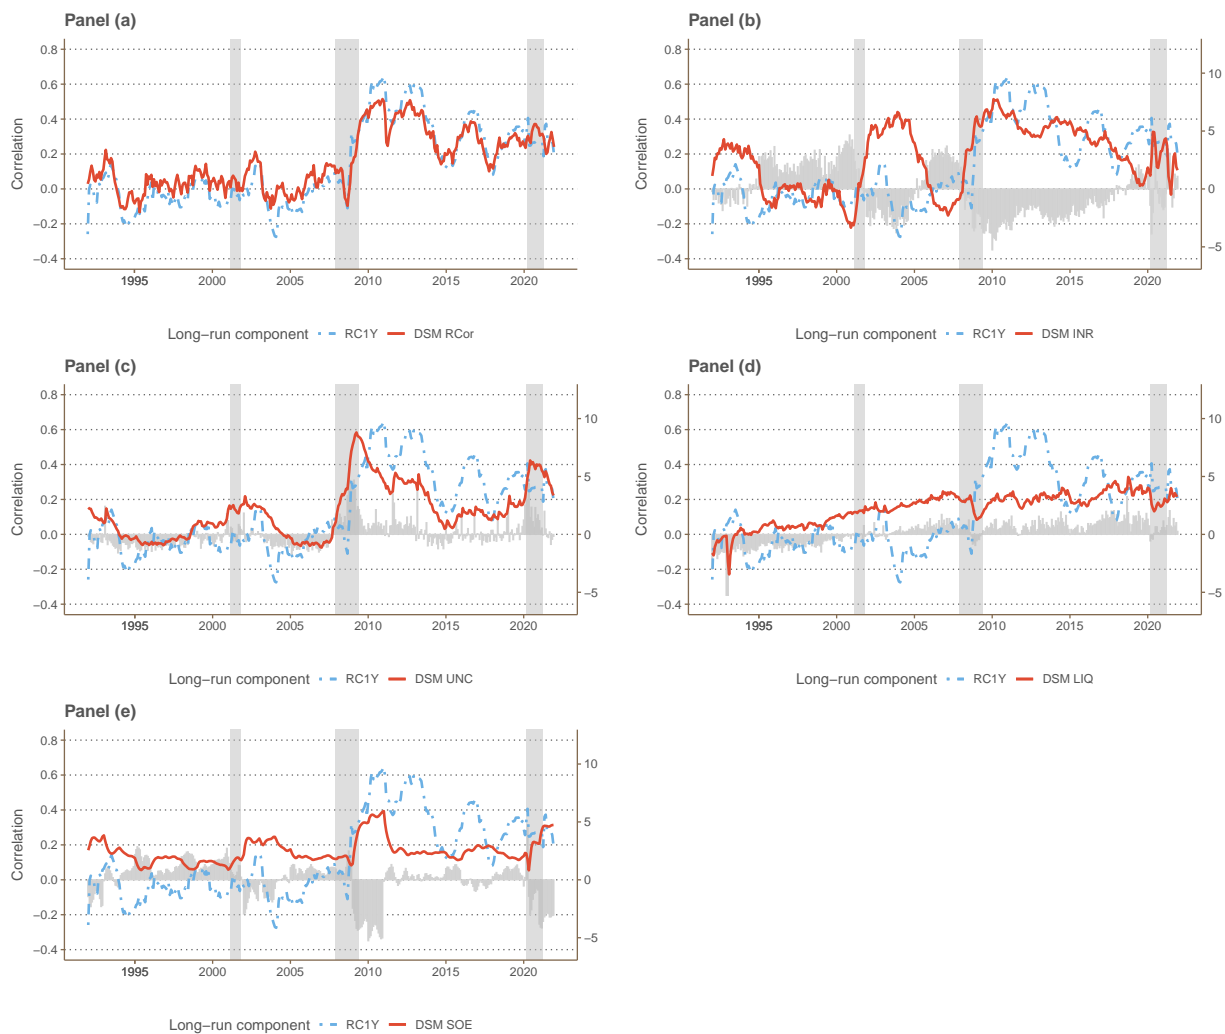 Panel (a)
0.8
0.6
0.4
0.2
0.0
−0.2
−0.4
Correlation
1995 2000 2005 2010 2015 2020
Long−run component RC1Y DSM RCor
Panel (b)
0.8
0.6
0.4
0.2
0.0
−0.2
−0.4
Correlation
10
5
0
−5
1995 2000 2005 2010 2015 2020
Long−run component RC1Y DSM INR
Panel (c)
0.8
0.6
0.4
0.2
0.0
−0.2
−0.4
Correlation
10
5
0
−5
1995 2000 2005 2010 2015 2020
Long−run component RC1Y DSM UNC
Panel (d)
0.8
0.6
0.4
0.2
0.0
−0.2
−0.4
Correlation
10
5
0
−5
1995 2000 2005 2010 2015 2020
Long−run component RC1Y DSM LIQ
Panel (e)
0.8
0.6
0.4
0.2
0.0
−0.2
−0.4
Correlation
10
5
0
−5
1995 2000 2005 2010 2015 2020
Long−run component RC1Y DSM SOE